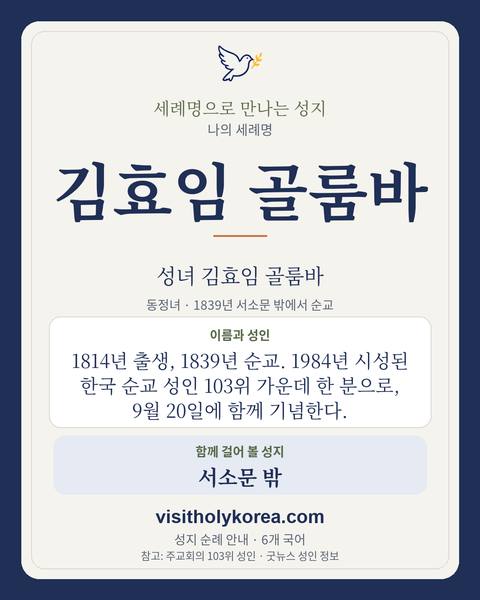 세례명으로 만나는 성지
나의 세례명
김효임 골룸바
성녀 김효임 골룸바
동정녀 · 1839년 서소문 밖에서 순교
이름과 성인
1814년 출생, 1839년 순교. 1984년 시성된
한국 순교 성인 103위 가운데 한 분으로,
9월 20일에 함께 기념한다.
함께 걸어 볼 성지
서소문 밖
visitholykorea.com
성지 순례 안내 · 6개 국어
참고: 주교회의 103위 성인 · 굿뉴스 성인 정보